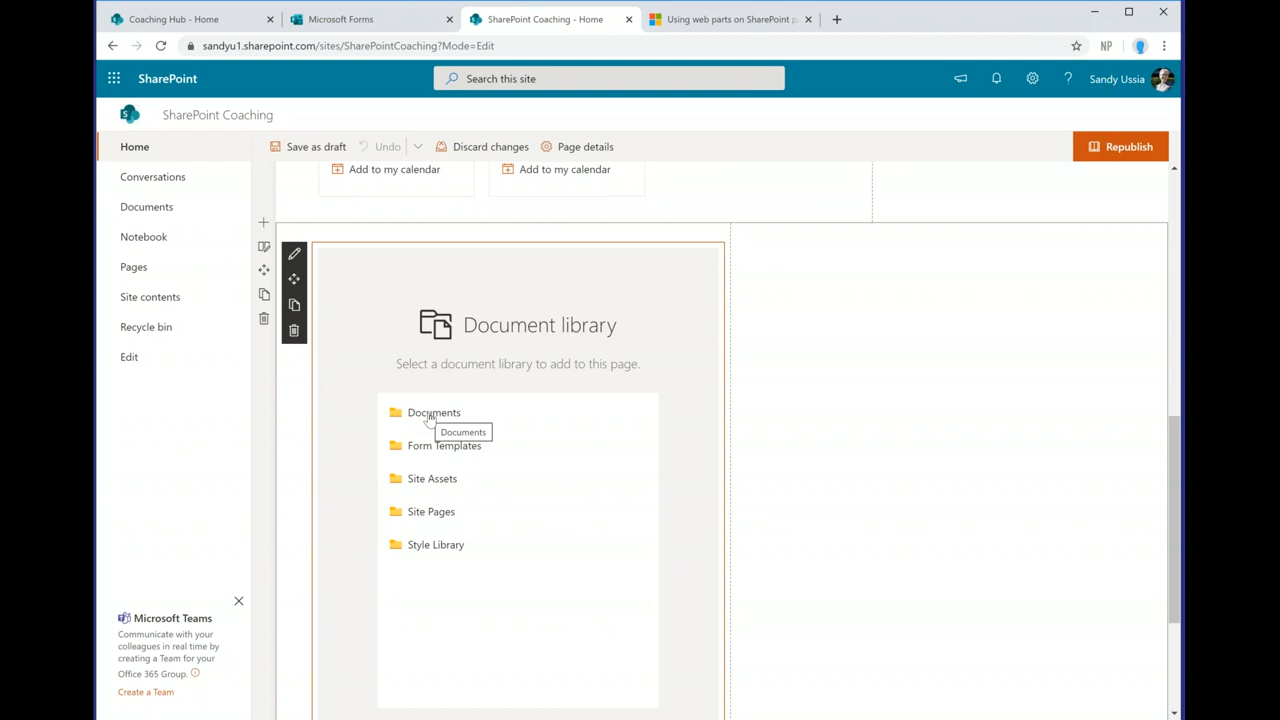 Coaching Hub - Home
Microsoft Forms
SharePoint Coaching - Home
Using web parts on SharePoint p
sandyu1.sharepoint.com/sites/SharePointCoaching?Mode=Edit
NP
SharePoint
Search this site
Sandy Ussia
SharePoint Coaching
Home
Save as draft
Undo
Discard changes
Page details
Republish
Add to my calendar
Add to my calendar
Conversations
Documents
Notebook
Pages
Site contents
Recycle bin
Edit
Document library
Select a document library to add to this page.
Documents
Documents
Form Templates
Site Assets
Site Pages
Style Library
Microsoft Teams
Communicate with your
colleagues in real time by
creating a Team for your
Office 365 Group.
Create a Team